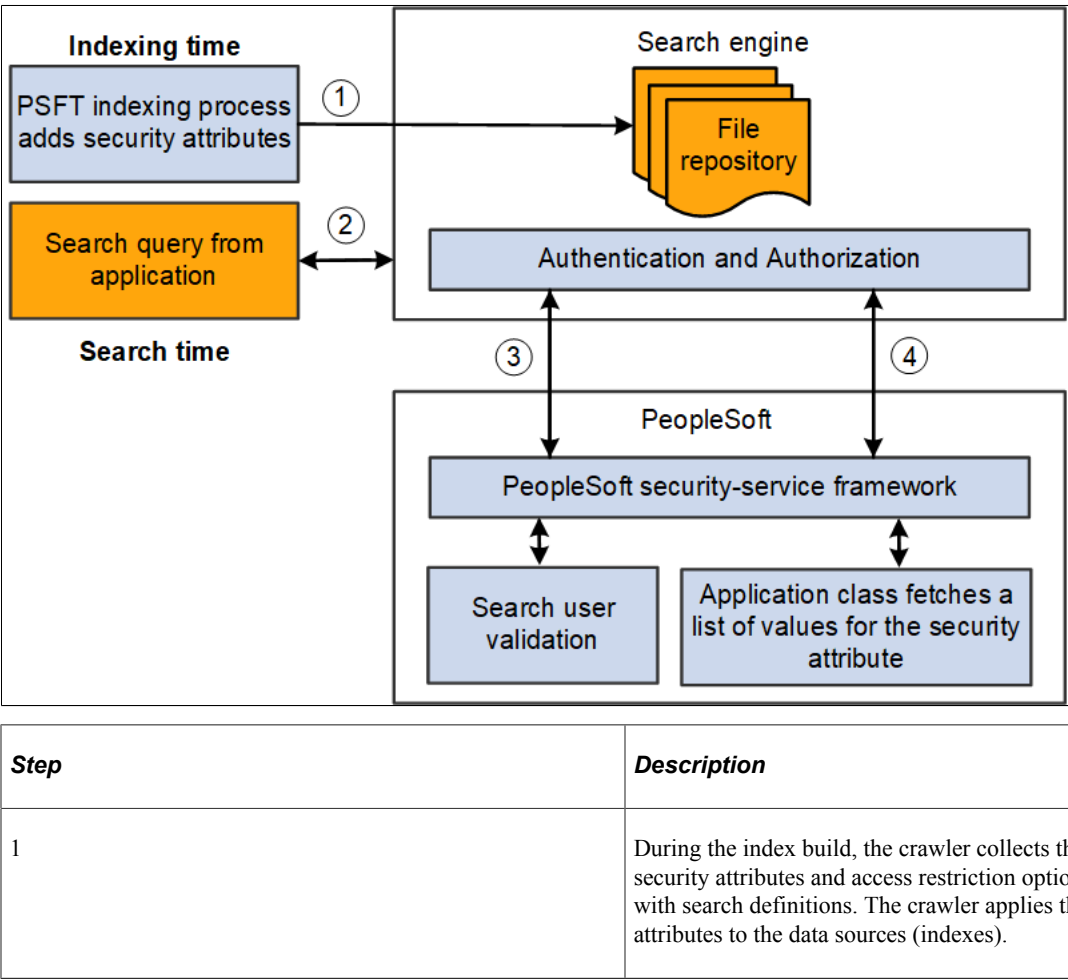 Indexing time
PSFT indexing process
adds security attributes
1
Search engine
File
repository
Search query from
application
2
Authentication and Authorization
Search time
3
4
PeopleSoft
PeopleSoft security-service framework
Search user
validation
Application class fetches a
list of values for the security
attribute
Step
Description
1
During the index build, the crawler collects
security attributes and access restriction
with search definitions. The crawler applies
attributes to the data sources (indexes).